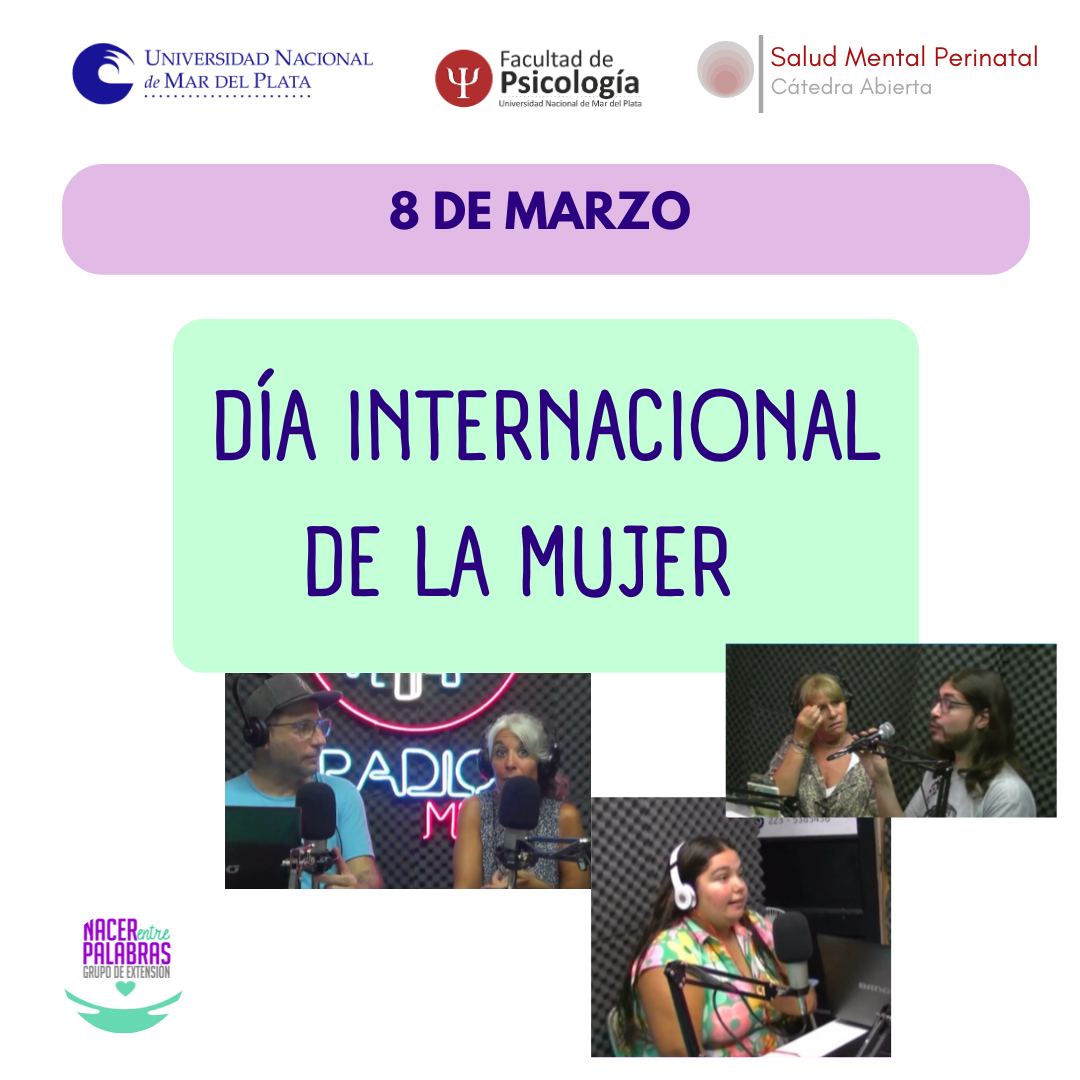 UNIVERSIDAD NACIONAL
de MAR DEL PLATA
Facultad de
Psicología
Universidad Nacional de Mar del Plata
Salud Mental Perinatal
Cátedra Abierta
8 DE MARZO
DÍA INTERNACIONAL
DE LA MUJER
RADIO
NACER entre
PALABRAS
GRUPO DE EXTENSIÓN